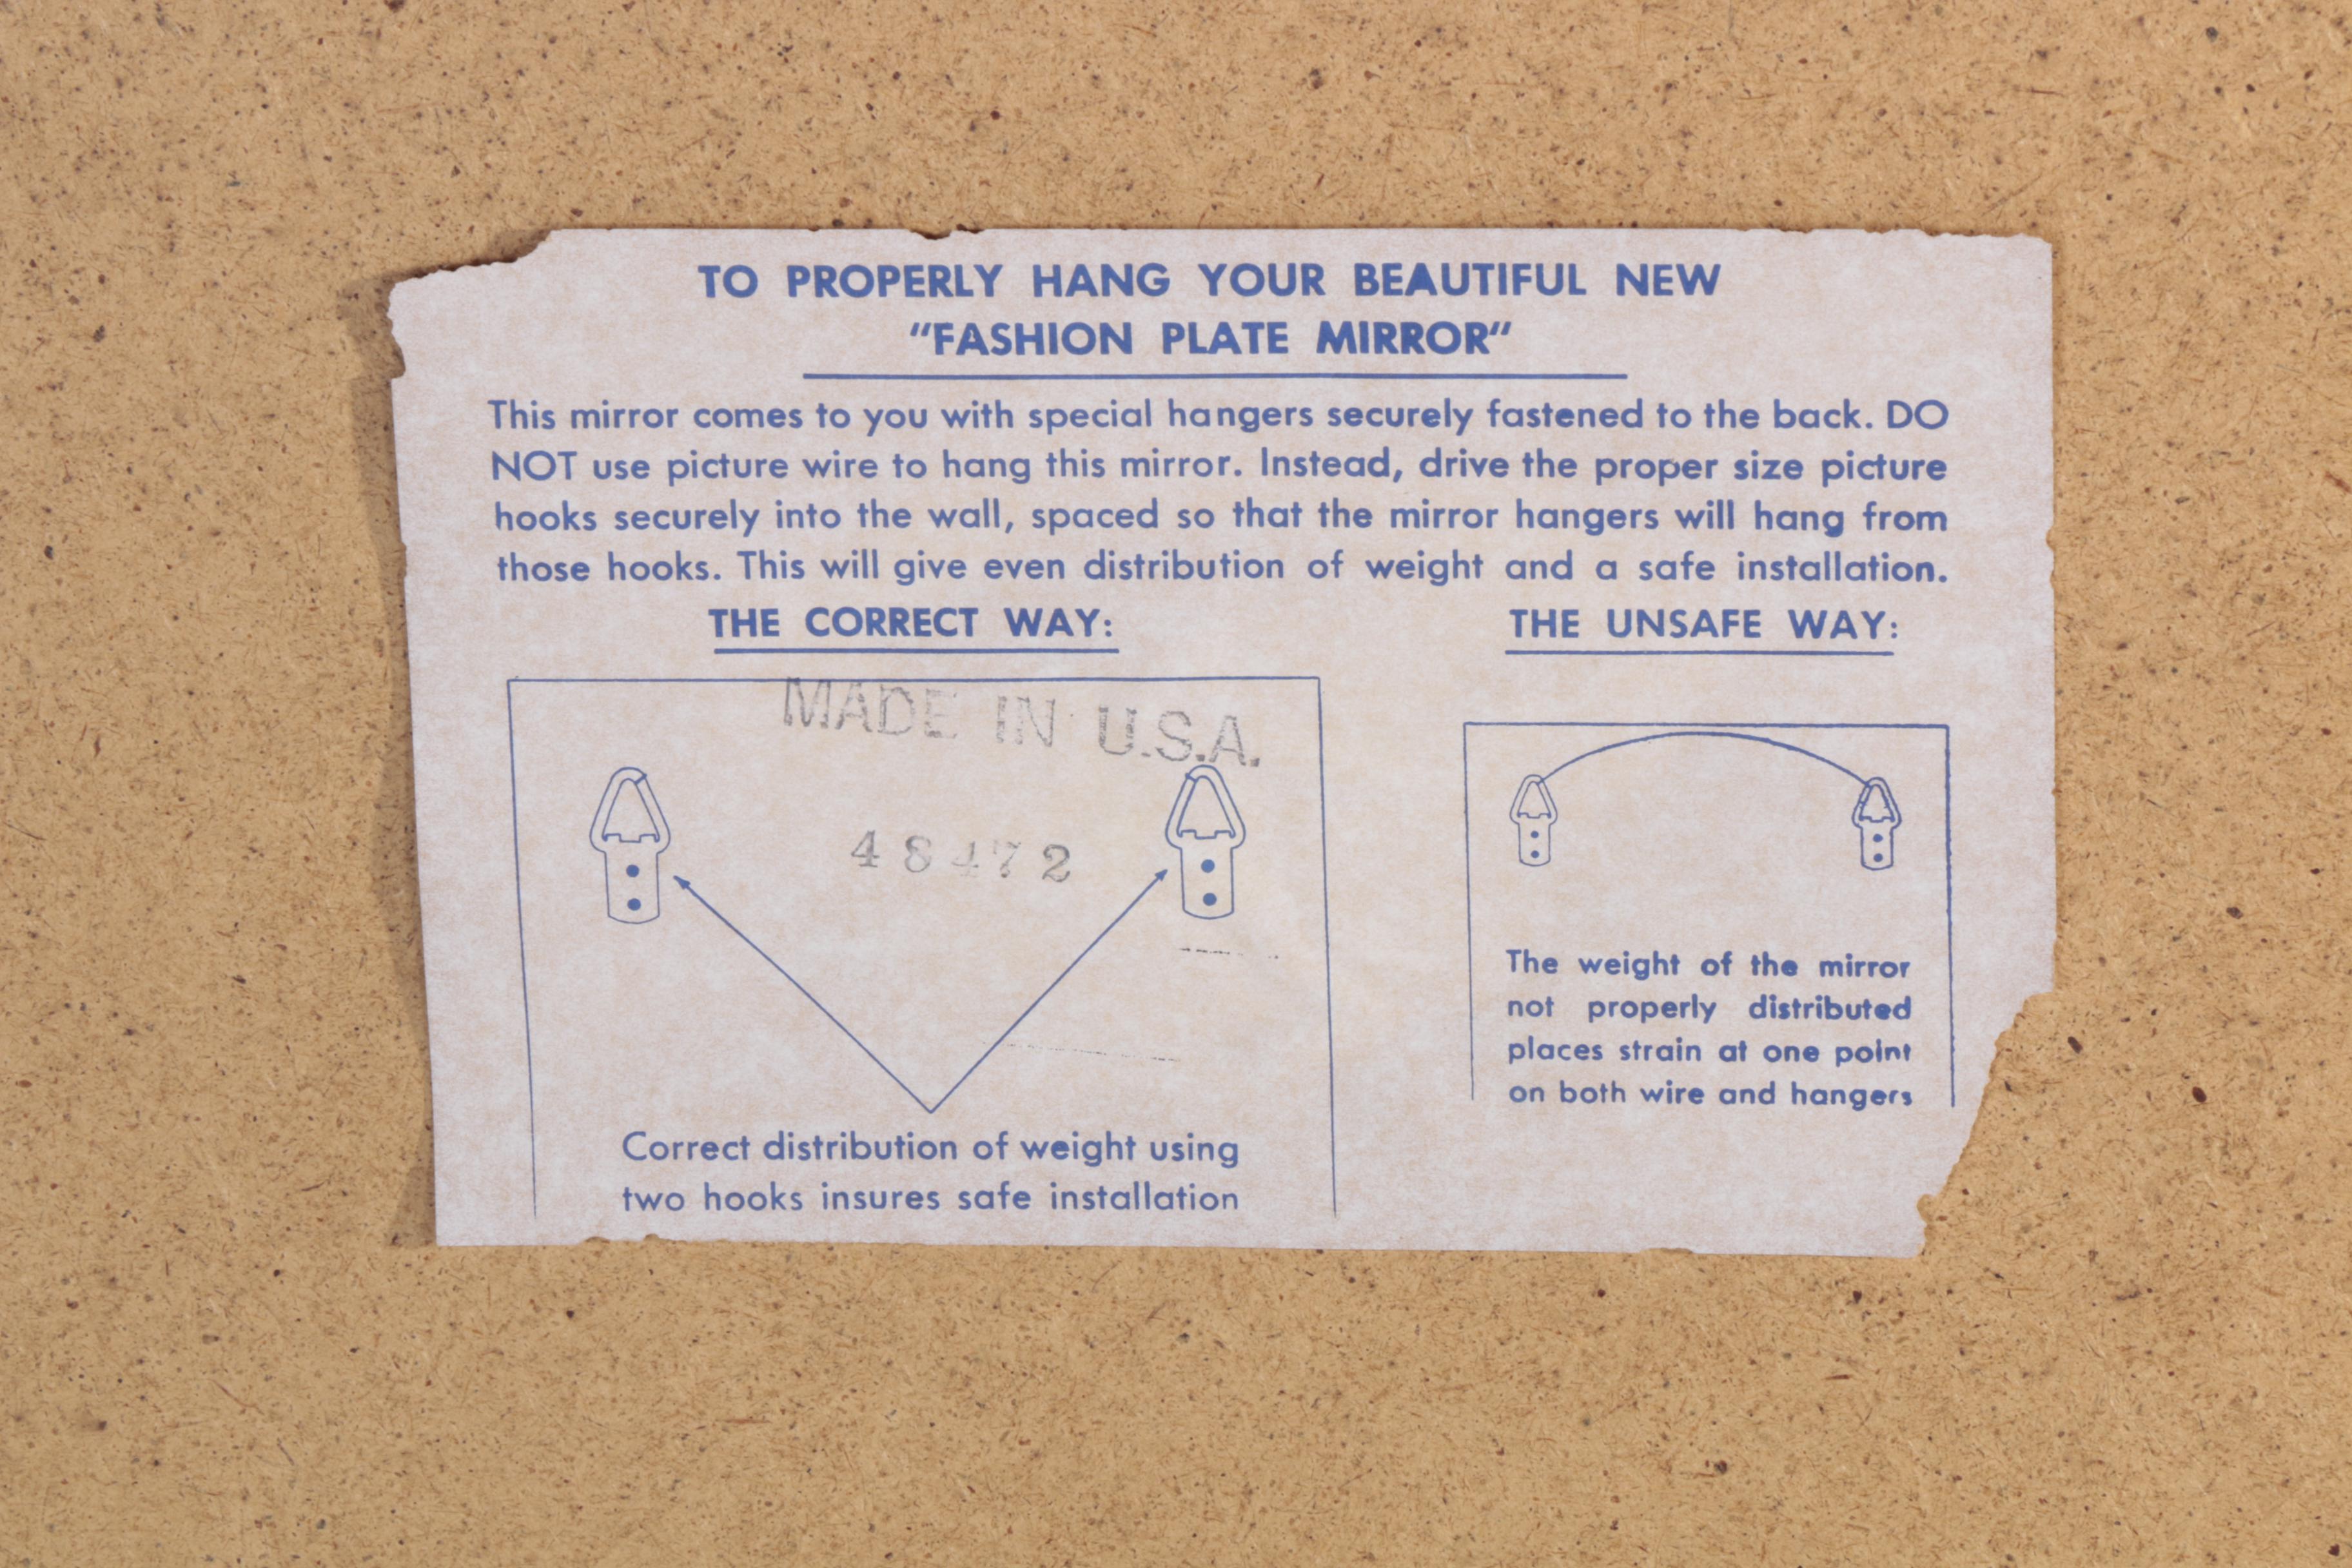 TO PROPERLY HANG YOUR BEAUTIFUL NEW
"FASHION PLATE MIRROR"
This mirror comes to you with special hangers securely fastened to the back. DO
NOT use picture wire to hang this mirror. Instead, drive the proper size picture
hooks securely into the wall, spaced so that the mirror hangers will hang from
those hooks. This will give even distribution of weight and a safe installation.
THE CORRECT WAY:
MADE IN U.S.A.
48472
Correct distribution of weight using
two hooks insures safe installation
THE UNSAFE WAY:
The weight of the mirror
not properly distributed
places strain at one point
on both wire and hangers